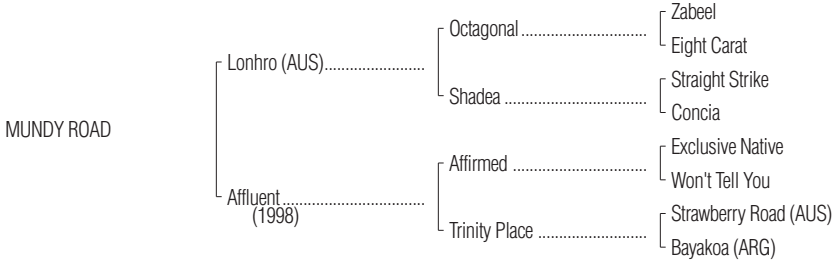 Zabeel
Octagonal
Eight Carat
Lonhro (AUS)
Straight Strike
Shadea
Concia
MUNDY ROAD
Exclusive Native
Affirmed
Won't Tell You
Affluent
(1998)
Strawberry Road (AUS)
Trinity Place
Bayakoa (ARG)